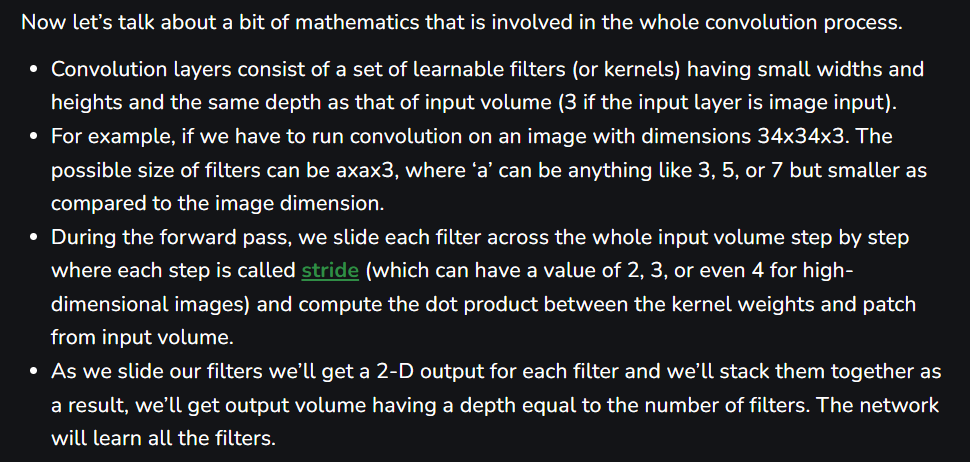 Now let's talk about a bit of mathematics that is involved in the whole convolution process.
• Convolution layers consist of a set of learnable filters (or kernels) having small widths and
heights and the same depth as that of input volume (3 if the input layer is image input).
• For example, if we have to run convolution on an image with dimensions 34x34x3. The
possible size of filters can be axax3, where ‘a’ can be anything like 3, 5, or 7 but smaller as
compared to the image dimension.
• During the forward pass, we slide each filter across the whole input volume step by step
where each step is called stride (which can have a value of 2, 3, or even 4 for high-
dimensional images) and compute the dot product between the kernel weights and patch
from input volume.
• As we slide our filters we’ll get a 2-D output for each filter and we’ll stack them together as
a result, we’ll get output volume having a depth equal to the number of filters. The network
will learn all the filters.